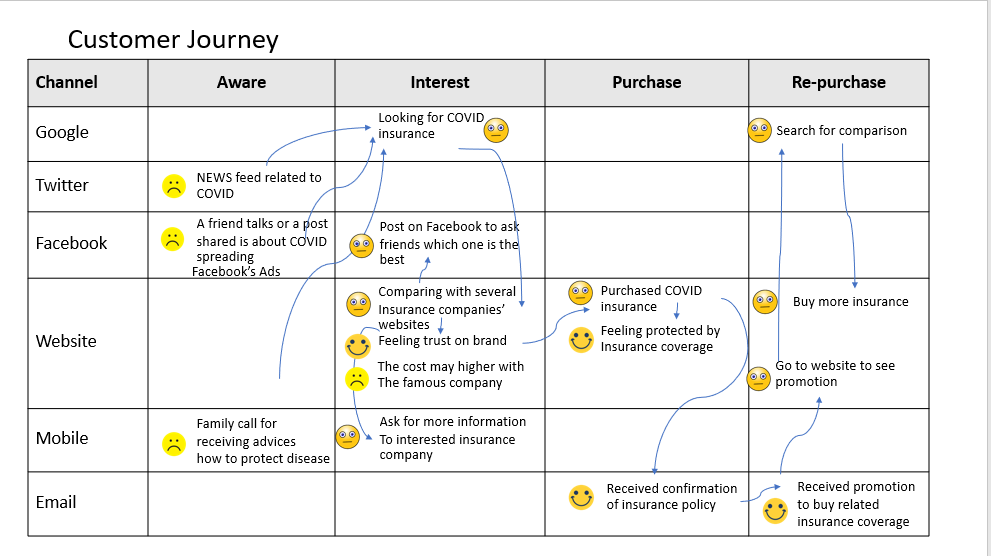 Customer Journey
Channel
Aware
Interest
Purchase
Re-purchase
Google
Looking for COVID
insurance
Search for comparison
Twitter
NEWS feed related to
COVID
Facebook
A friend talks or a post
shared is about COVID
spreading
Facebook's Ads
Post on Facebook to ask
friends which one is the
best
Website
Comparing with several
Insurance companies'
websites
Feeling trust on brand
The cost may higher with
The famous company
Purchased COVID
insurance
Feeling protected by
Insurance coverage
Buy more insurance
Go to website to see
promotion
Mobile
Family call for
receiving advices
how to protect disease
Ask for more information
To interested insurance
company
Email
Received confirmation
of insurance policy
Received promotion
to buy related
insurance coverage